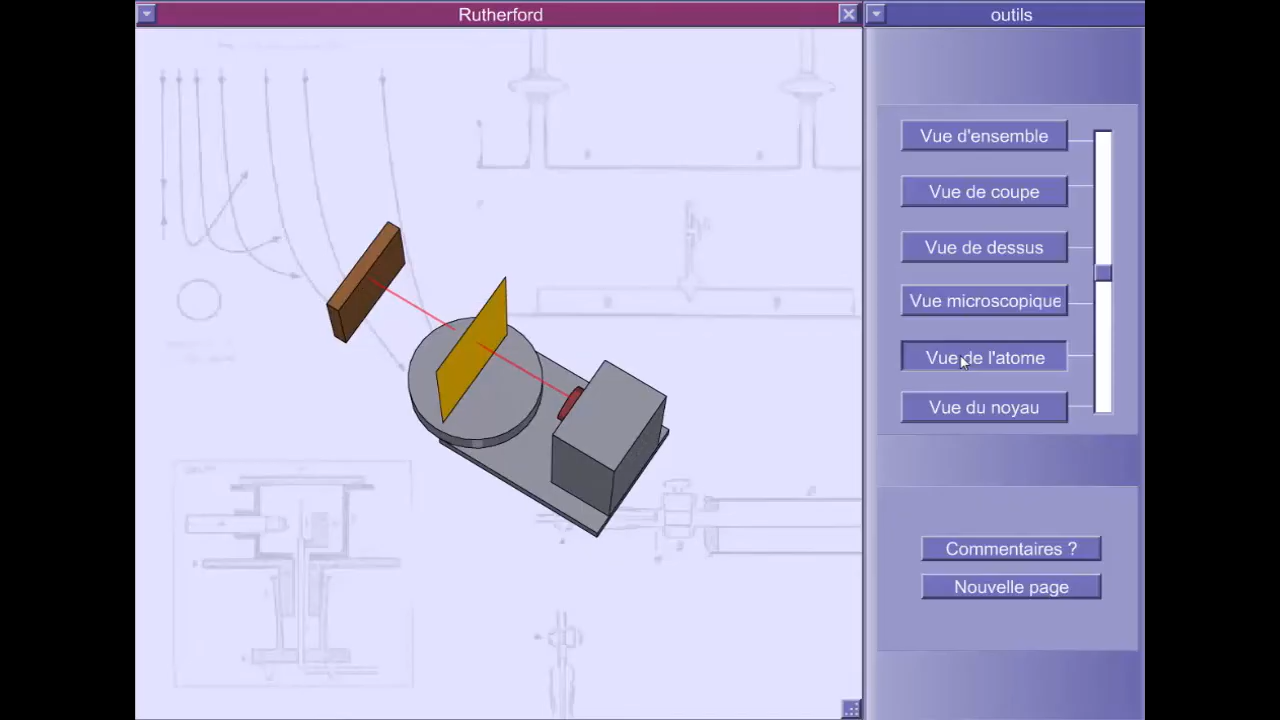 Rutherford
outils
Vue d'ensemble
Vue de coupe
Vue de dessus
Vue microscopique
Vue de l'atome
Vue du noyau
Commentaires ?
Nouvelle page